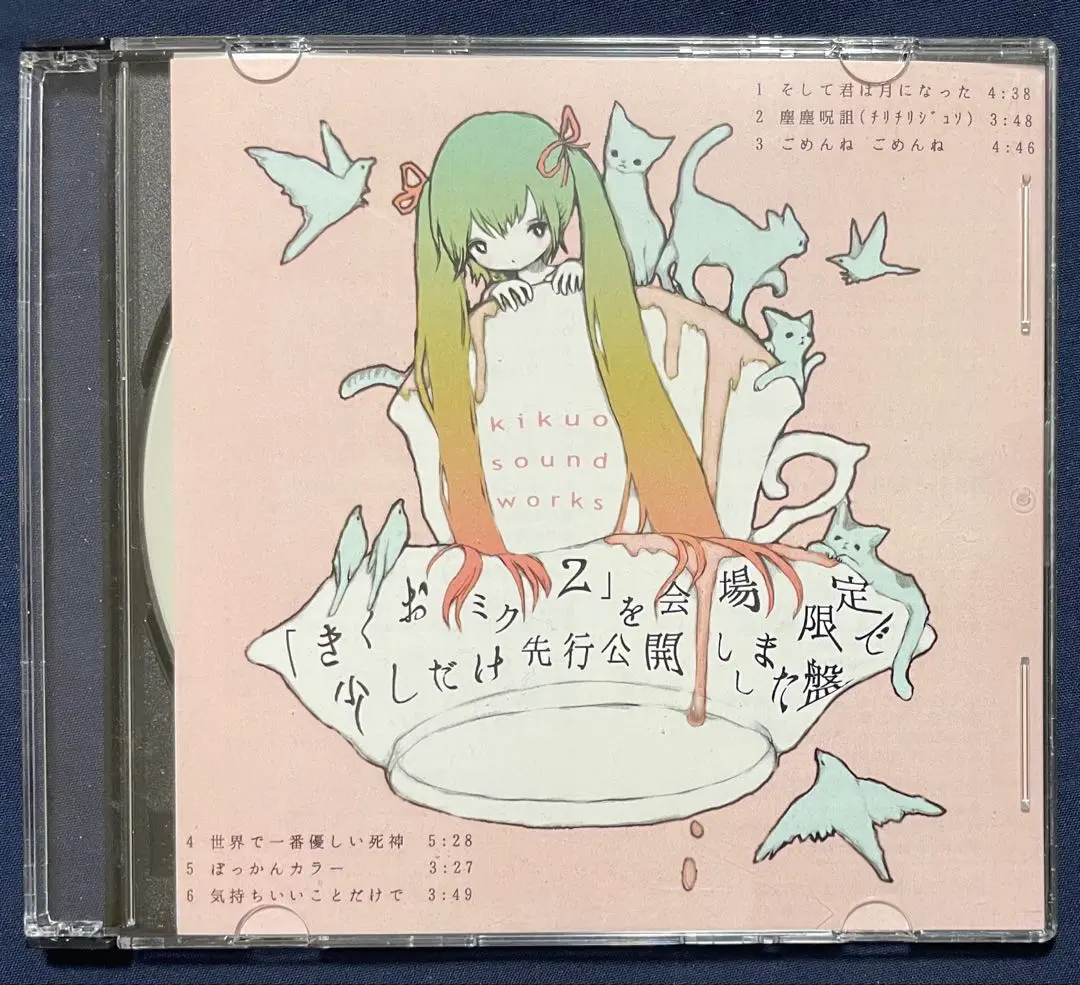 1 そして君は月になった 4:38
2 塵塵呪詛(ﾁﾘﾁﾘｼﾞｭｿ) 3:48
3 ごめんね ごめんね 4:46
kikuo
sound
works
「きくおミク2」を会場限定で
少しだけ先行公開しました盤
4 世界で一番優しい死神 5:28
5 ぽっかんカラー 3:27
6 気持ちいいことだけで 3:49